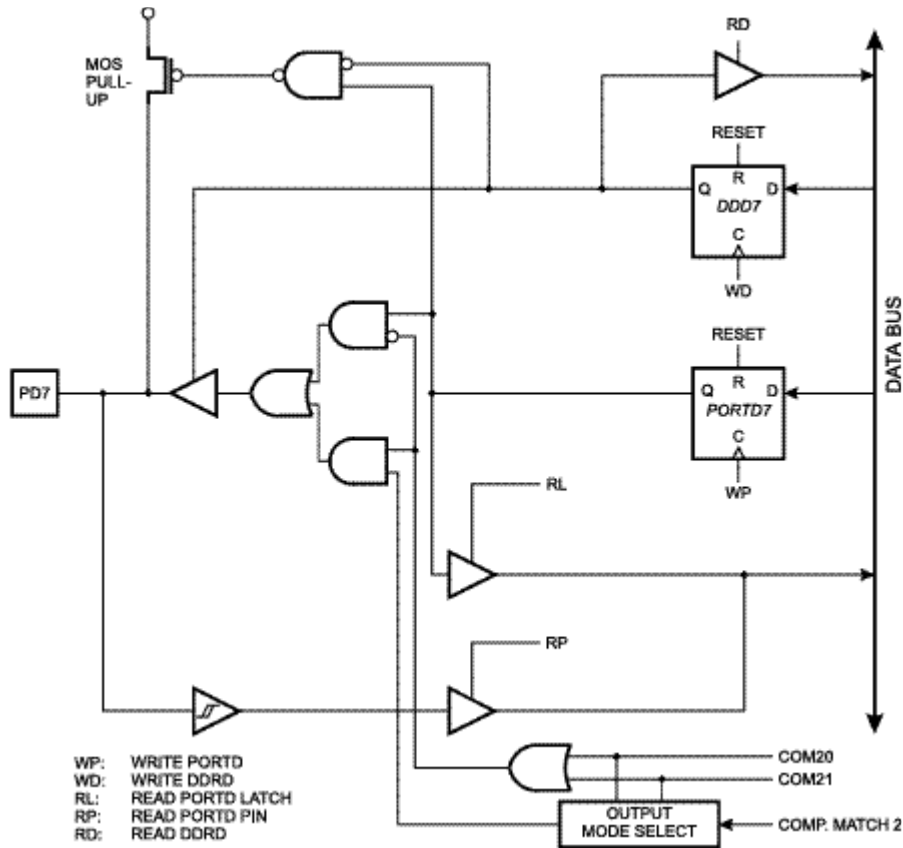 RD
MOS
PULL-
UP
RESET
Q R D
DDD7
C
WD
DATA BUS
RESET
PD7
Q R D
PORTD7
C
WP
RL
RP
WP: WRITE PORTD
WD: WRITE DDRD
RL: READ PORTD LATCH
RP: READ PORTD PIN
RD: READ DDRD
COM20
COM21
OUTPUT
MODE SELECT
COMP. MATCH 2